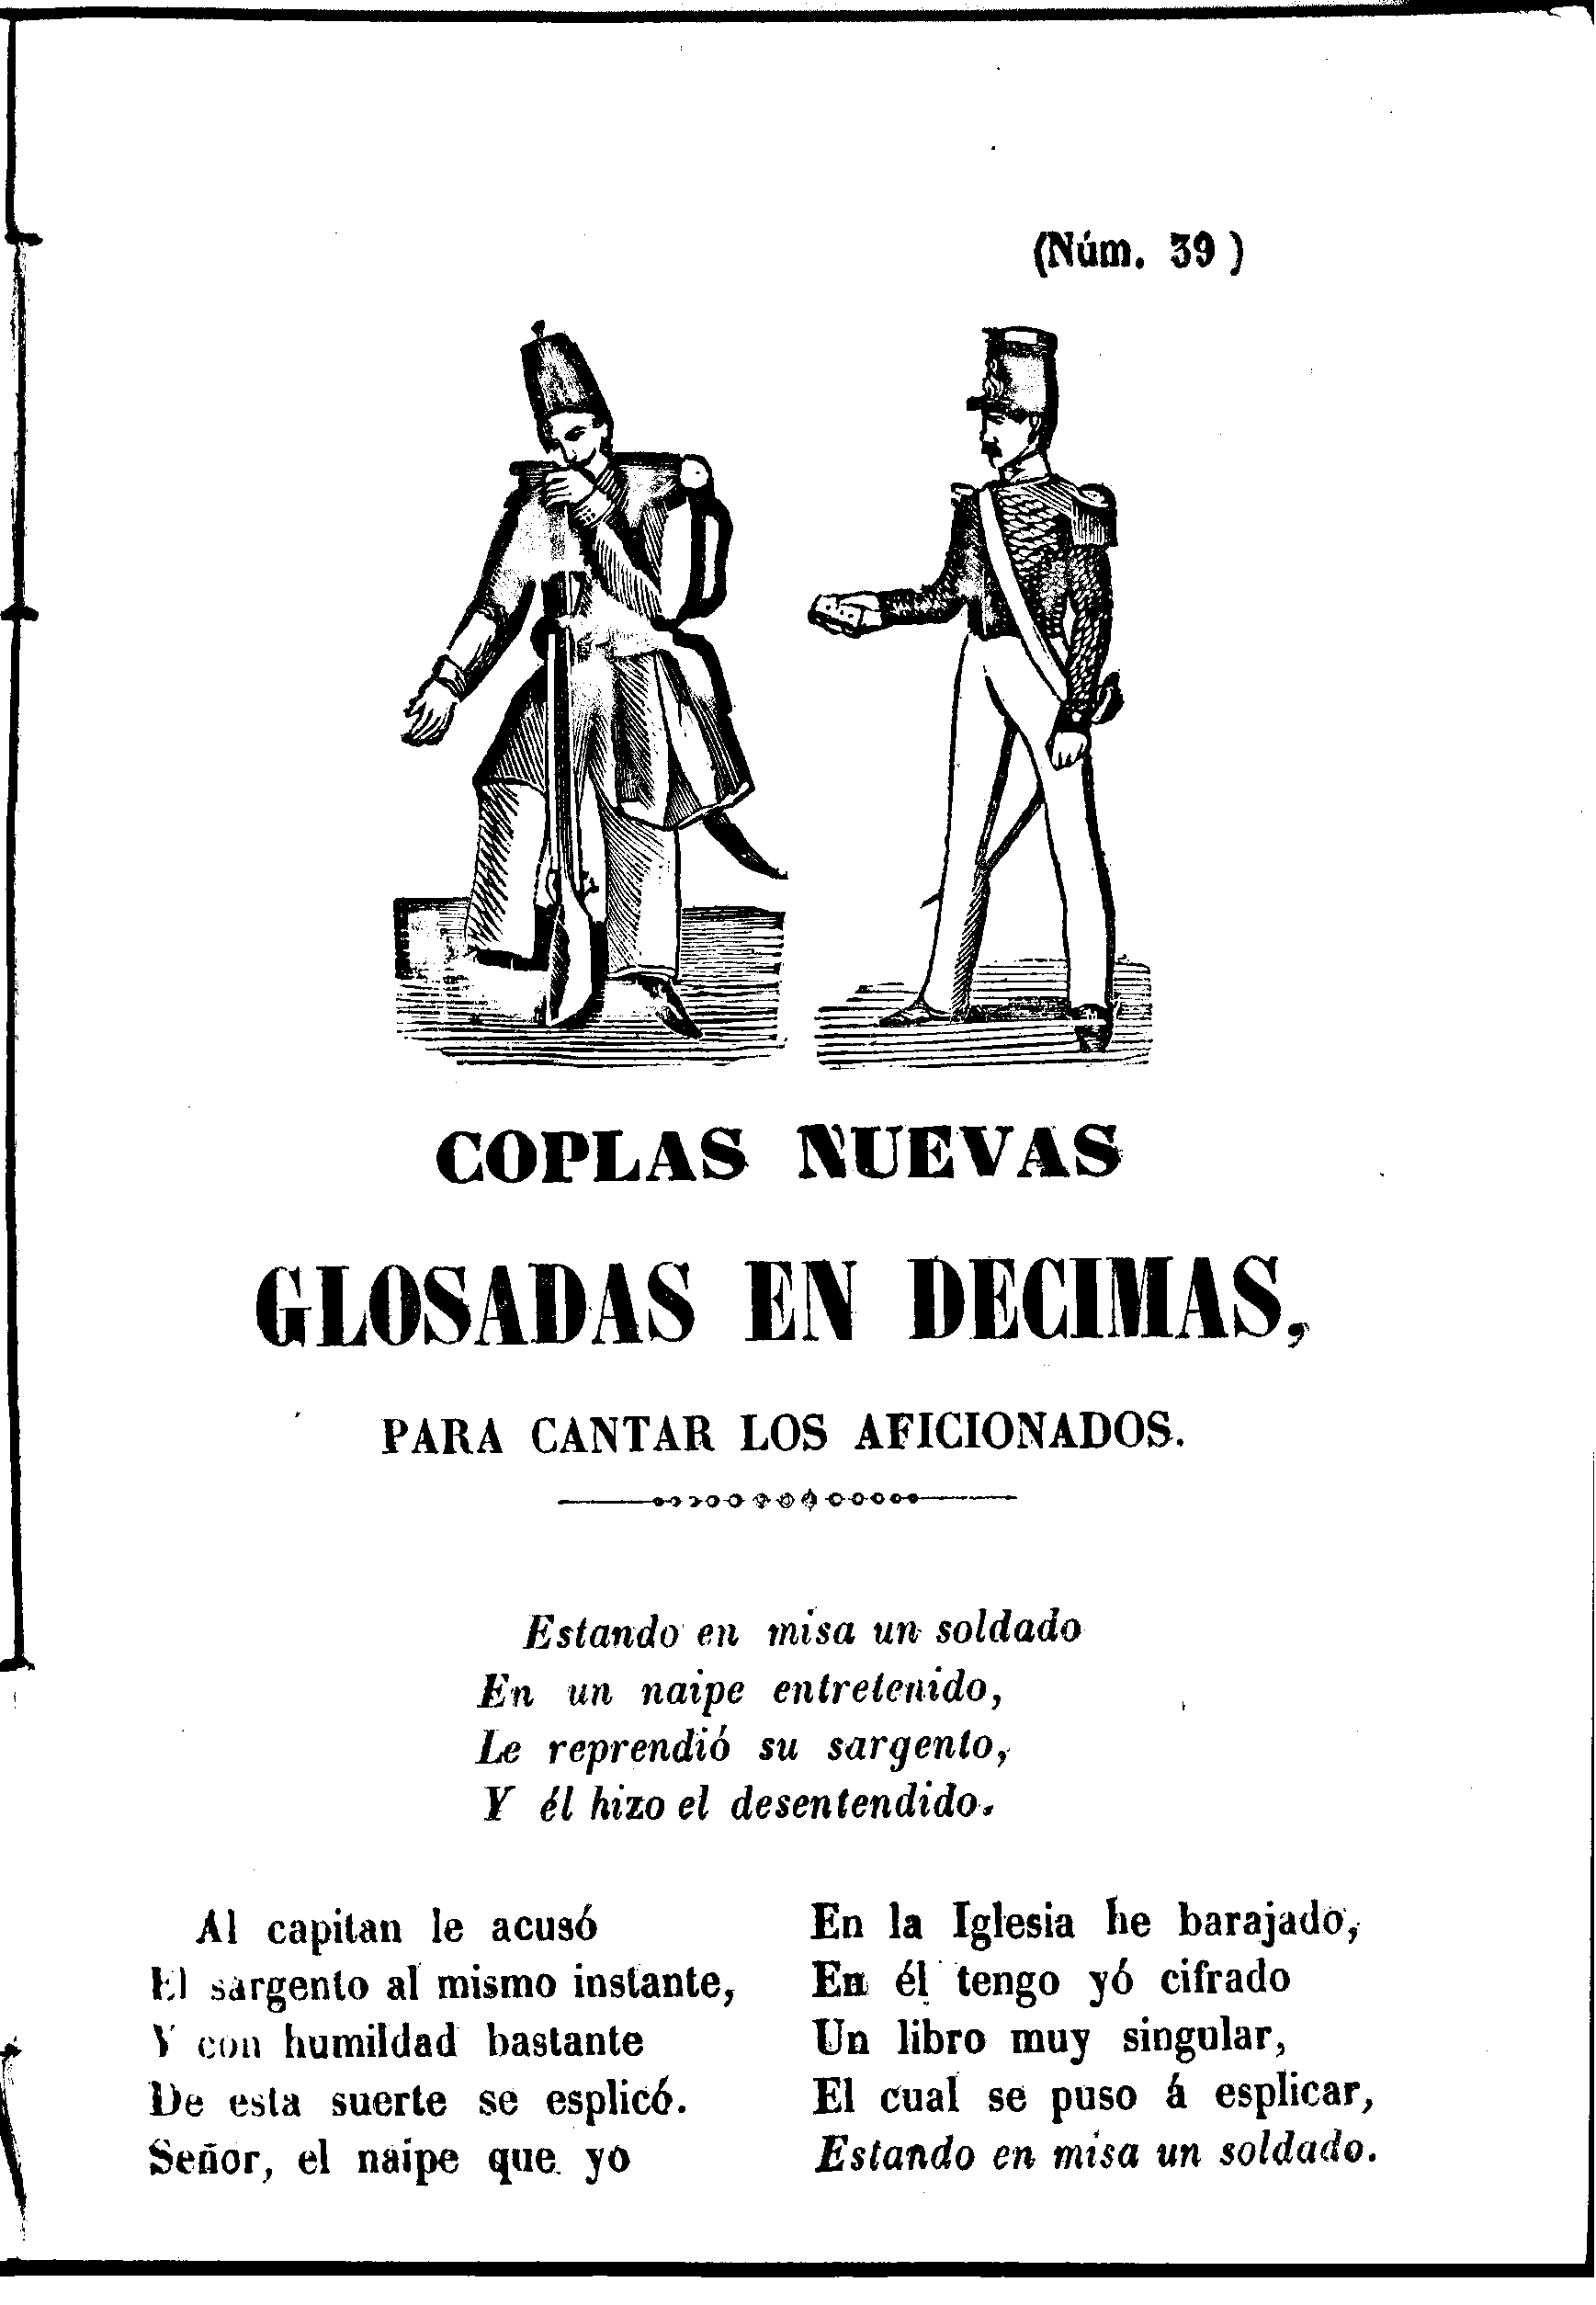 (Núm. 39)
COPLAS NUEVAS
GLOSADAS EN DECIMAS,
PARA CANTAR LOS AFICIONADOS.
Estando en misa un soldado
En un naipe entretenido,
Le reprendió su sargento,
Y él hizo el desentendido.
Al capitan le acusó
El sargento al mismo instante,
Y con humildad bastante
De esta suerte se esplicó.
Señor, el naipe que yo
En la Iglesia he barajado,
En él tengo yó cifrado
Un libro muy singular,
El cual se puso á esplicar,
Estando en misa un soldado.